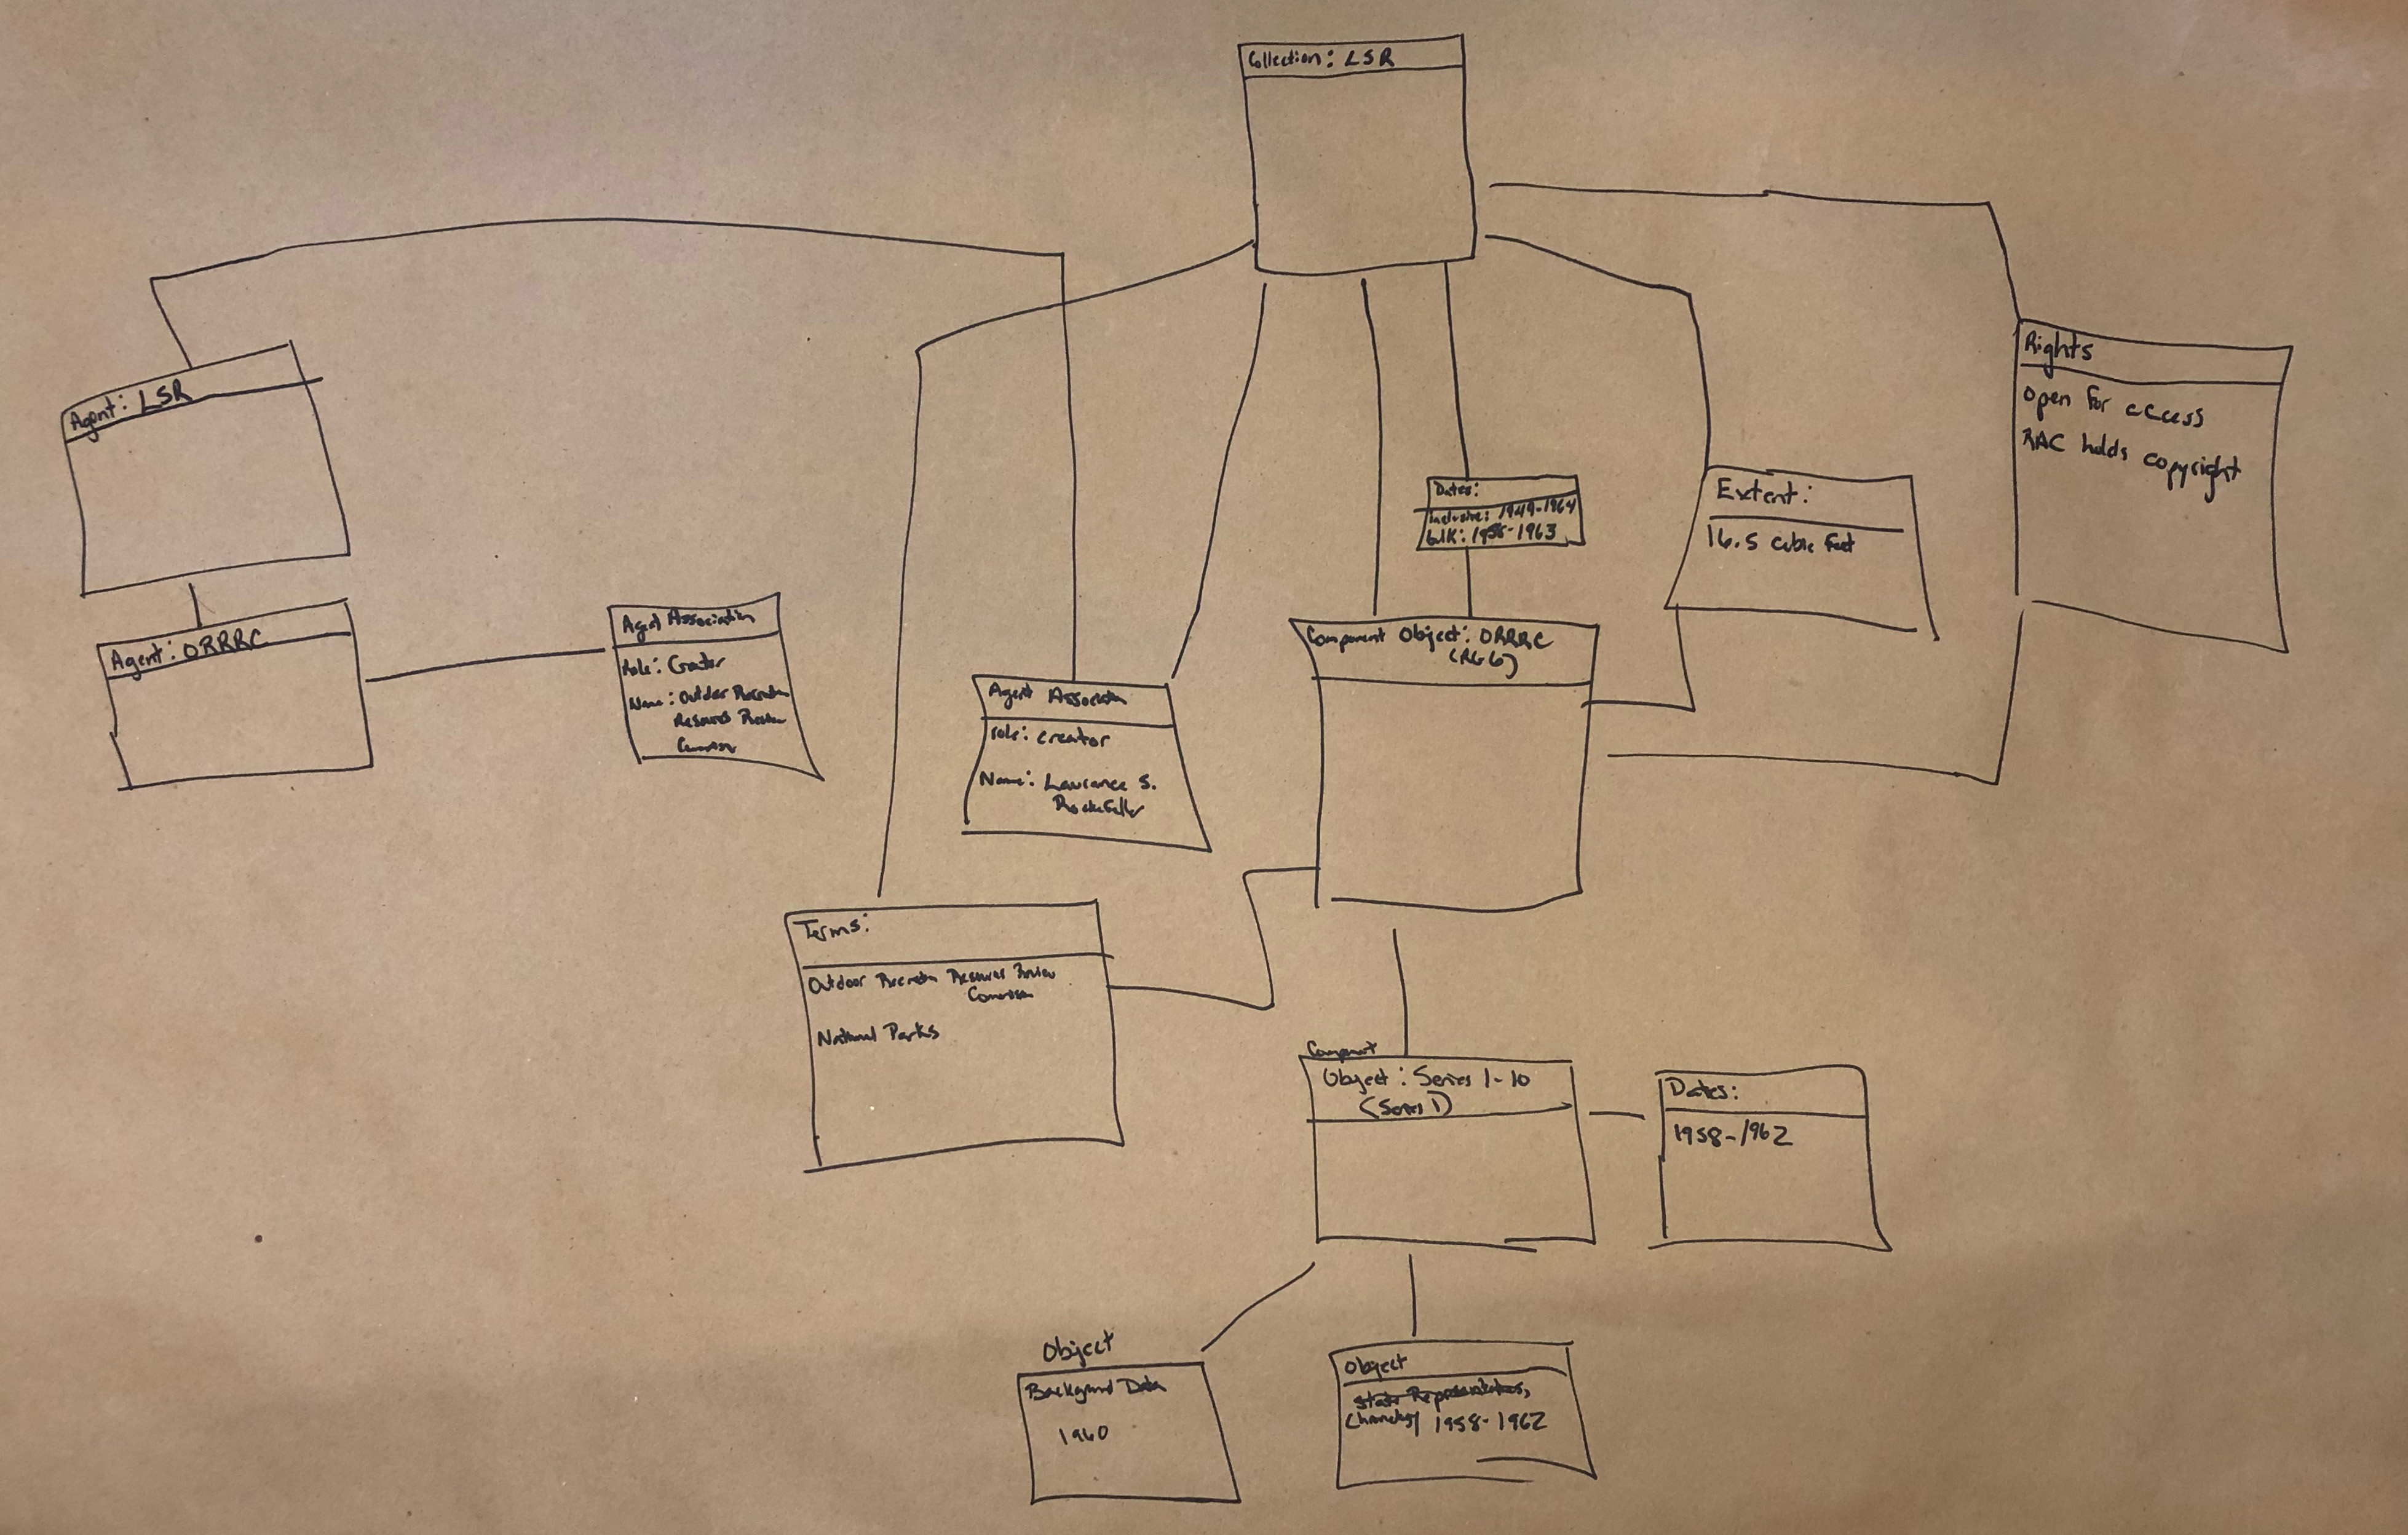 Collection: LSR
Agent: LSR
Rights
Open for access
RAC holds copyright
Dates:
inclusive: 1949-1964
bulk: 1958-1963
Extent:
16.5 cubic feet
Agent: ORRRC
Agent Association
Role: Creator
Name: Outdoor Recreation
Resources Review
Commission
Agent Association
role: creator
Name: Laurance S.
Rockefeller
Component Object: ORRRC
(RG6)
Terms:
Outdoor Recreation Resources Review
Commission
National Parks
Component
Object: Series 1-10
(Series 1)
Dates:
1958-1962
Object
Background Data
1960
Object
State Representatives,
Chronology 1958-1962